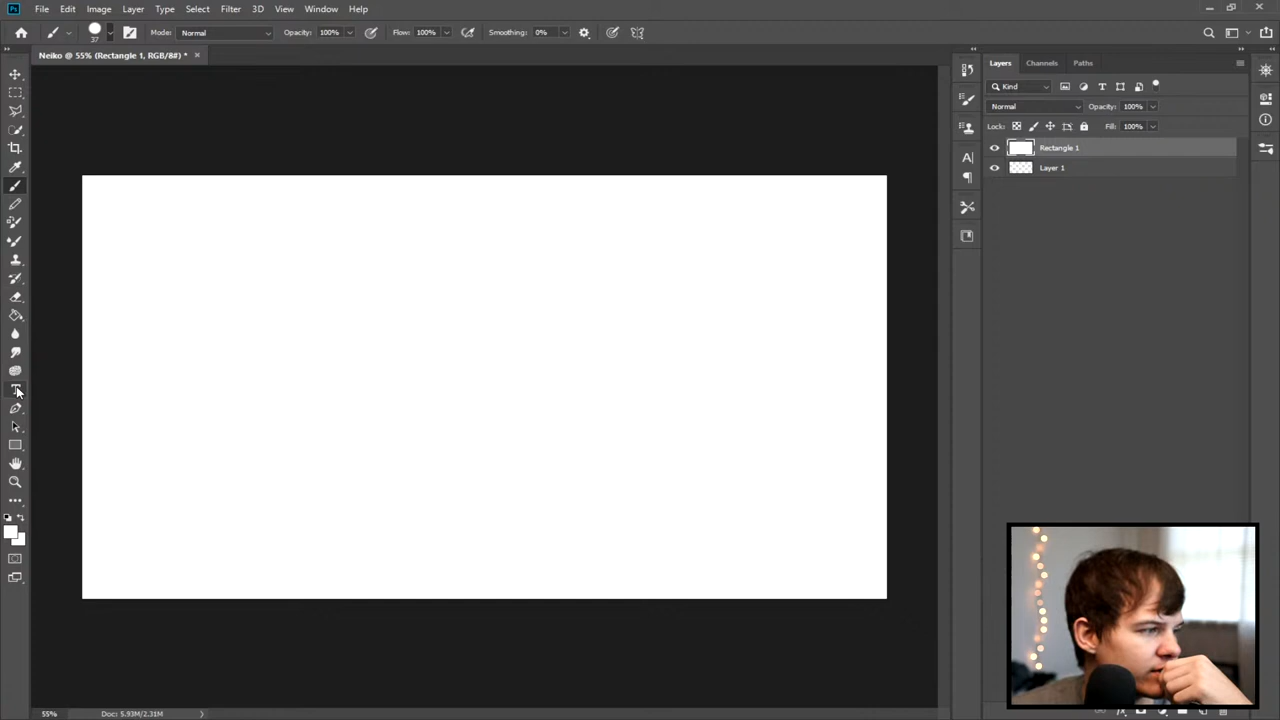 Ps File Edit Image Layer Type Select Filter 3D View Window Help
37 Mode: Normal Opacity: 100% Flow: 100% Smoothing: 0%
Neiko @ 55% (Rectangle 1, RGB/8#) *
Layers Channels Paths
Kind
Normal Opacity: 100%
Lock: Fill: 100%
Rectangle 1
Layer 1
55% Doc: 5.93M/2.31M